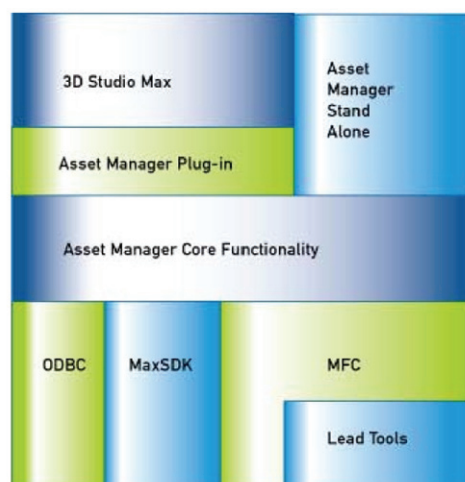 3D Studio Max
Asset
Manager
Stand
Alone
Asset Manager Plug-in
Asset Manager Core Functionality
ODBC
MaxSDK
MFC
Lead Tools